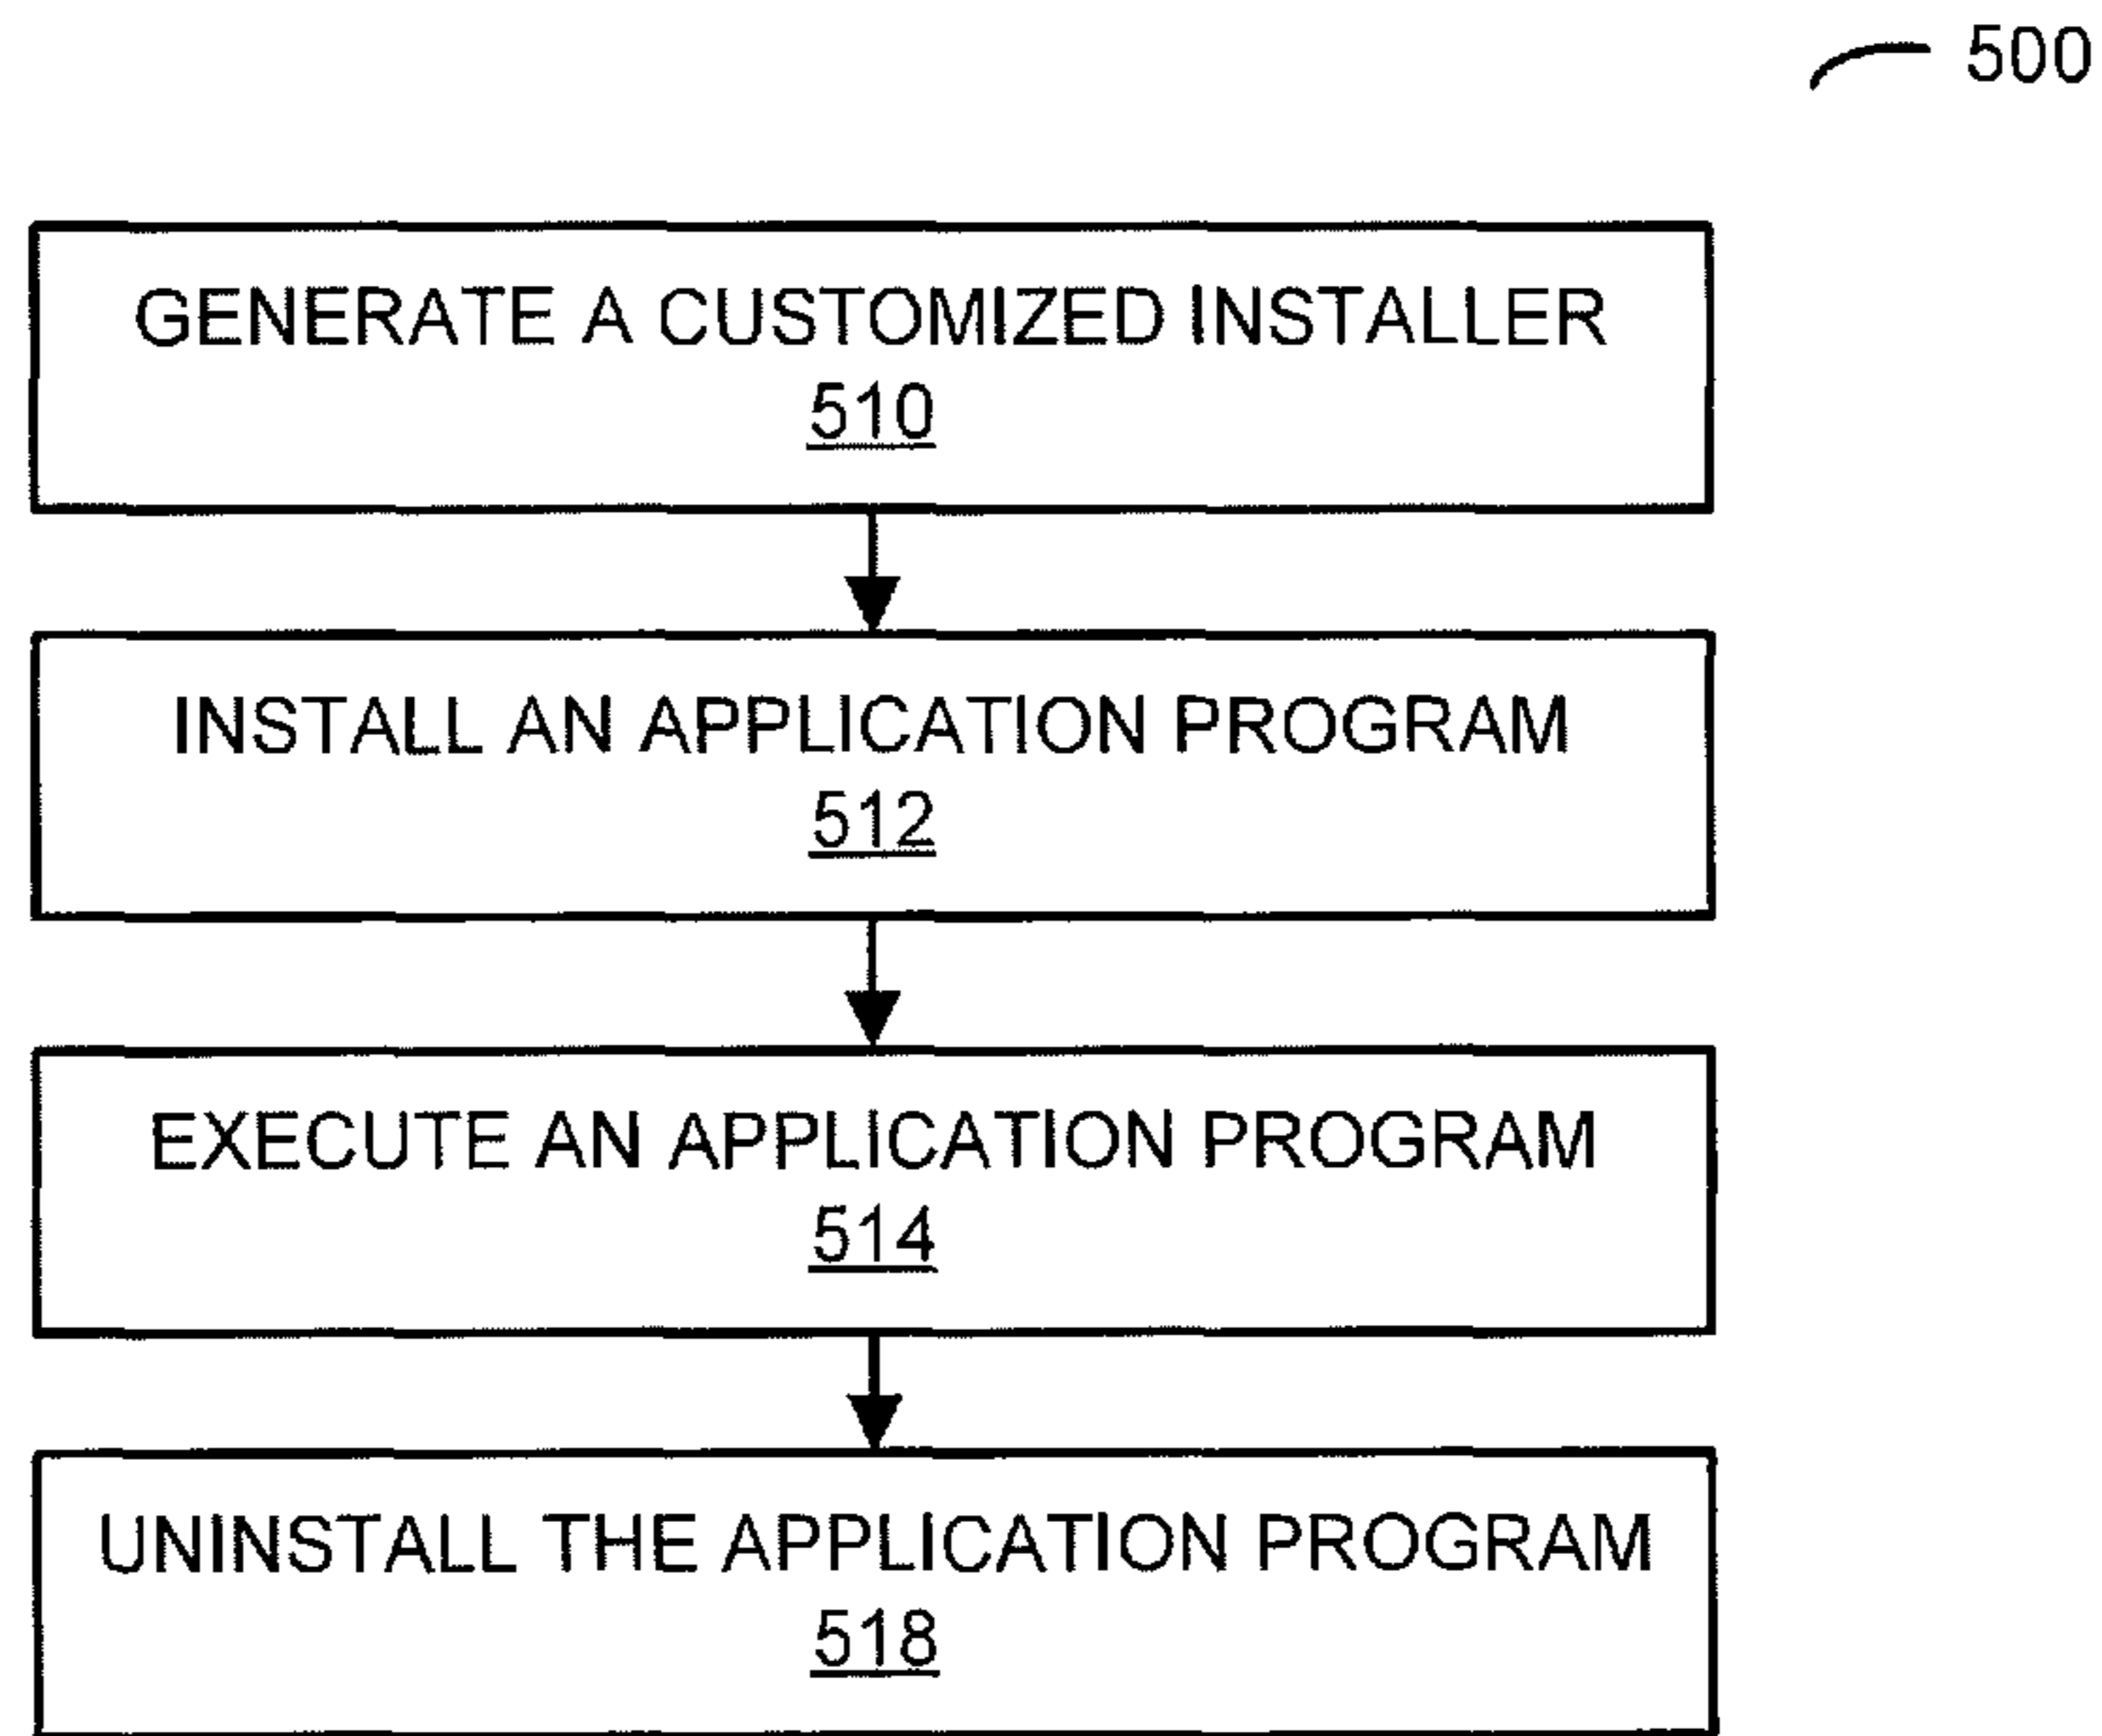 500
GENERATE A CUSTOMIZED INSTALLER
510
INSTALL AN APPLICATION PROGRAM
512
EXECUTE AN APPLICATION PROGRAM
514
UNINSTALL THE APPLICATION PROGRAM
518